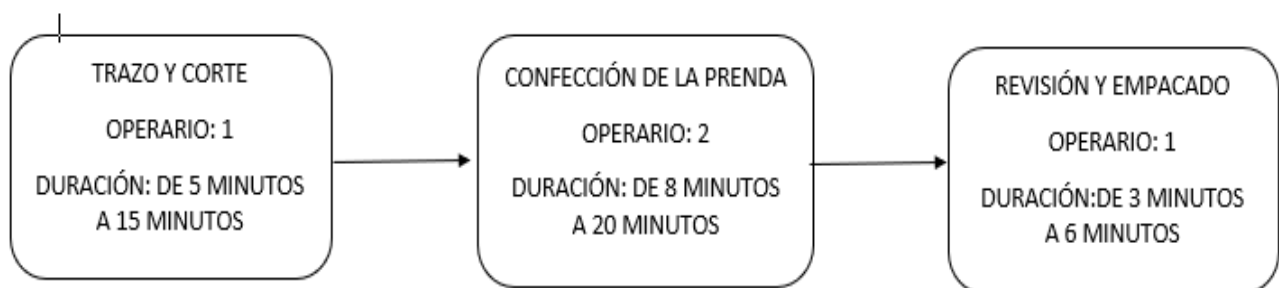 TRAZO Y CORTE
OPERARIO: 1
DURACIÓN: DE 5 MINUTOS
A 15 MINUTOS
CONFECCIÓN DE LA PRENDA
OPERARIO: 2
DURACIÓN: DE 8 MINUTOS
A 20 MINUTOS
REVISIÓN Y EMPACADO
OPERARIO: 1
DURACIÓN:DE 3 MINUTOS
A 6 MINUTOS